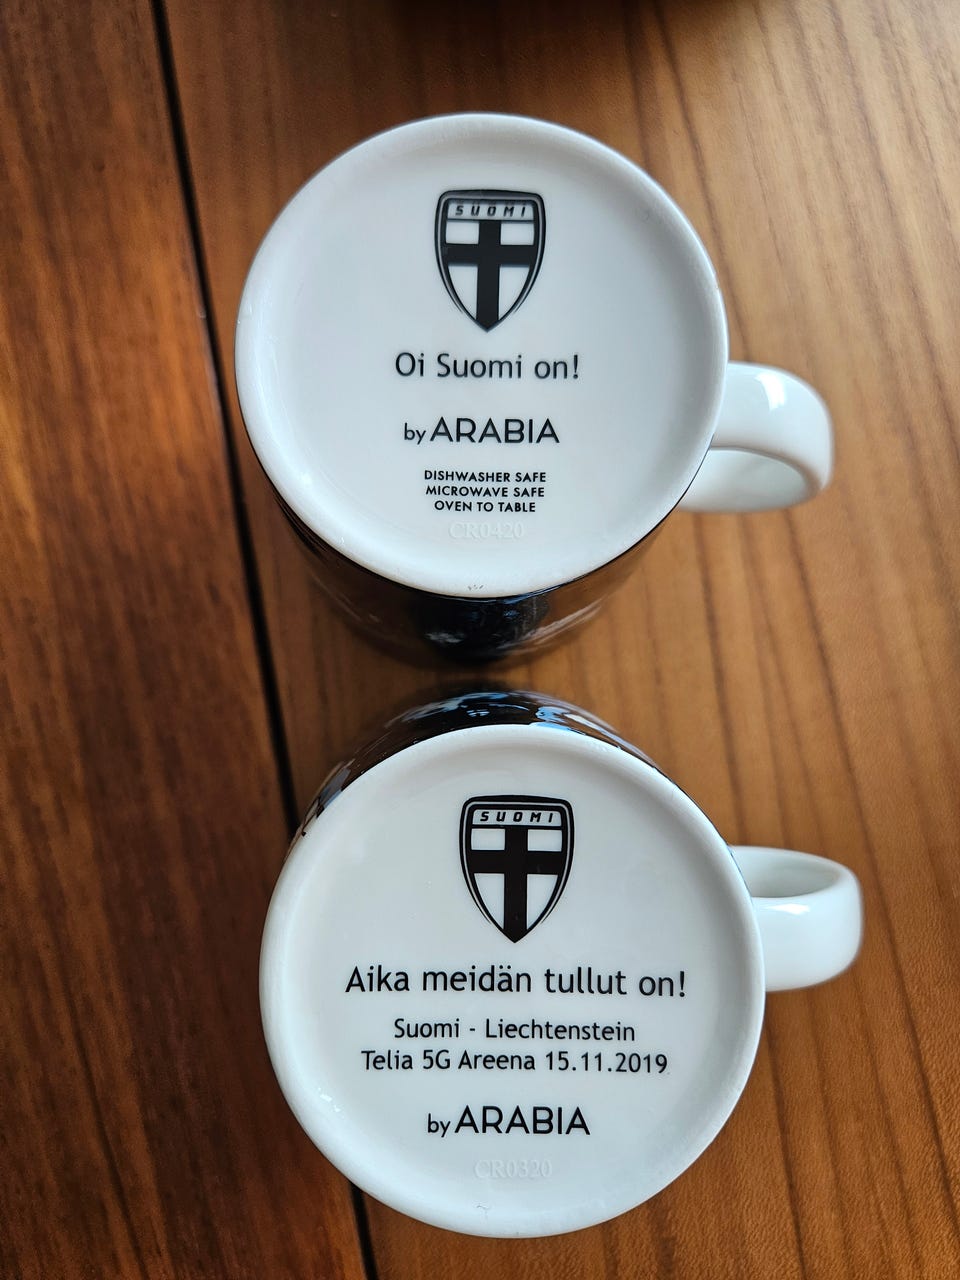 SUOMI
Oi Suomi on!
by ARABIA
DISHWASHER SAFE
MICROWAVE SAFE
OVEN TO TABLE
CR0420
SUOMI
Aika meidän tullut on!
Suomi - Liechtenstein
Telia 5G Areena 15.11.2019
by ARABIA
CR0320